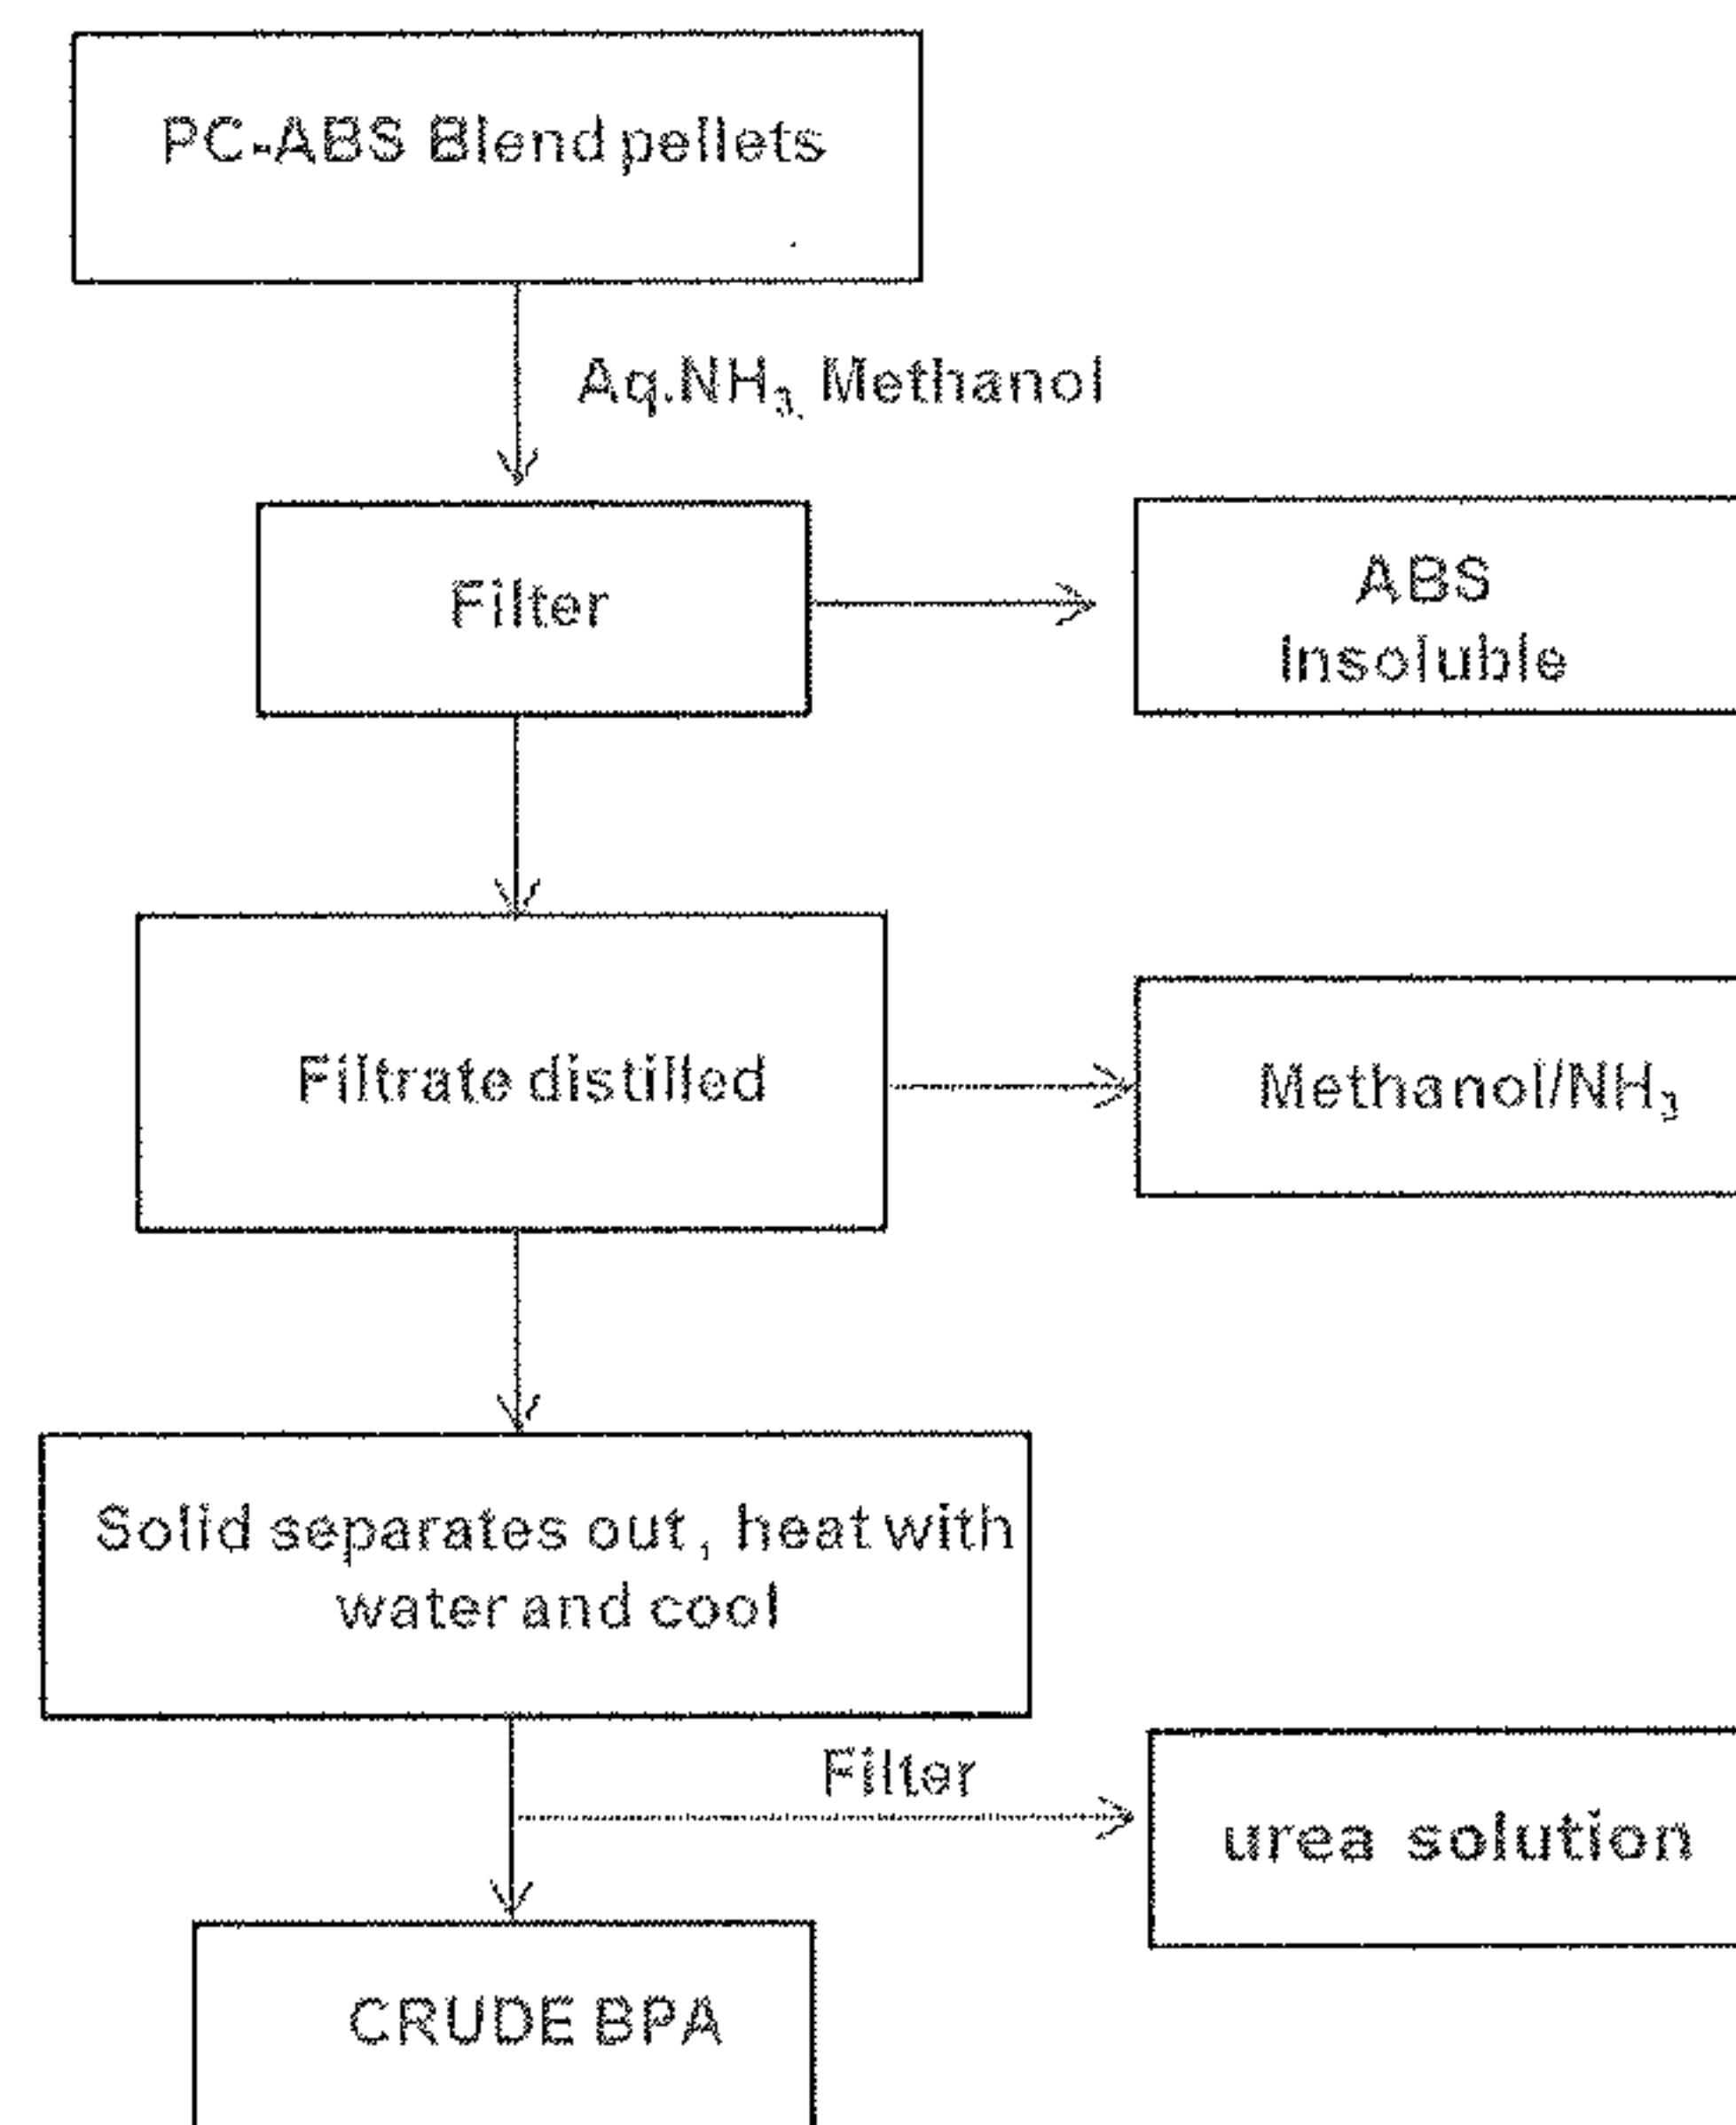 PC-ABS Blend pellets
Aq.NH₃, Methanol
Filter
ABS
Insoluble
Filtrate distilled
Methanol/NH₃
Solid separates out, heat with
water and cool
Filter
urea solution
CRUDE BPA